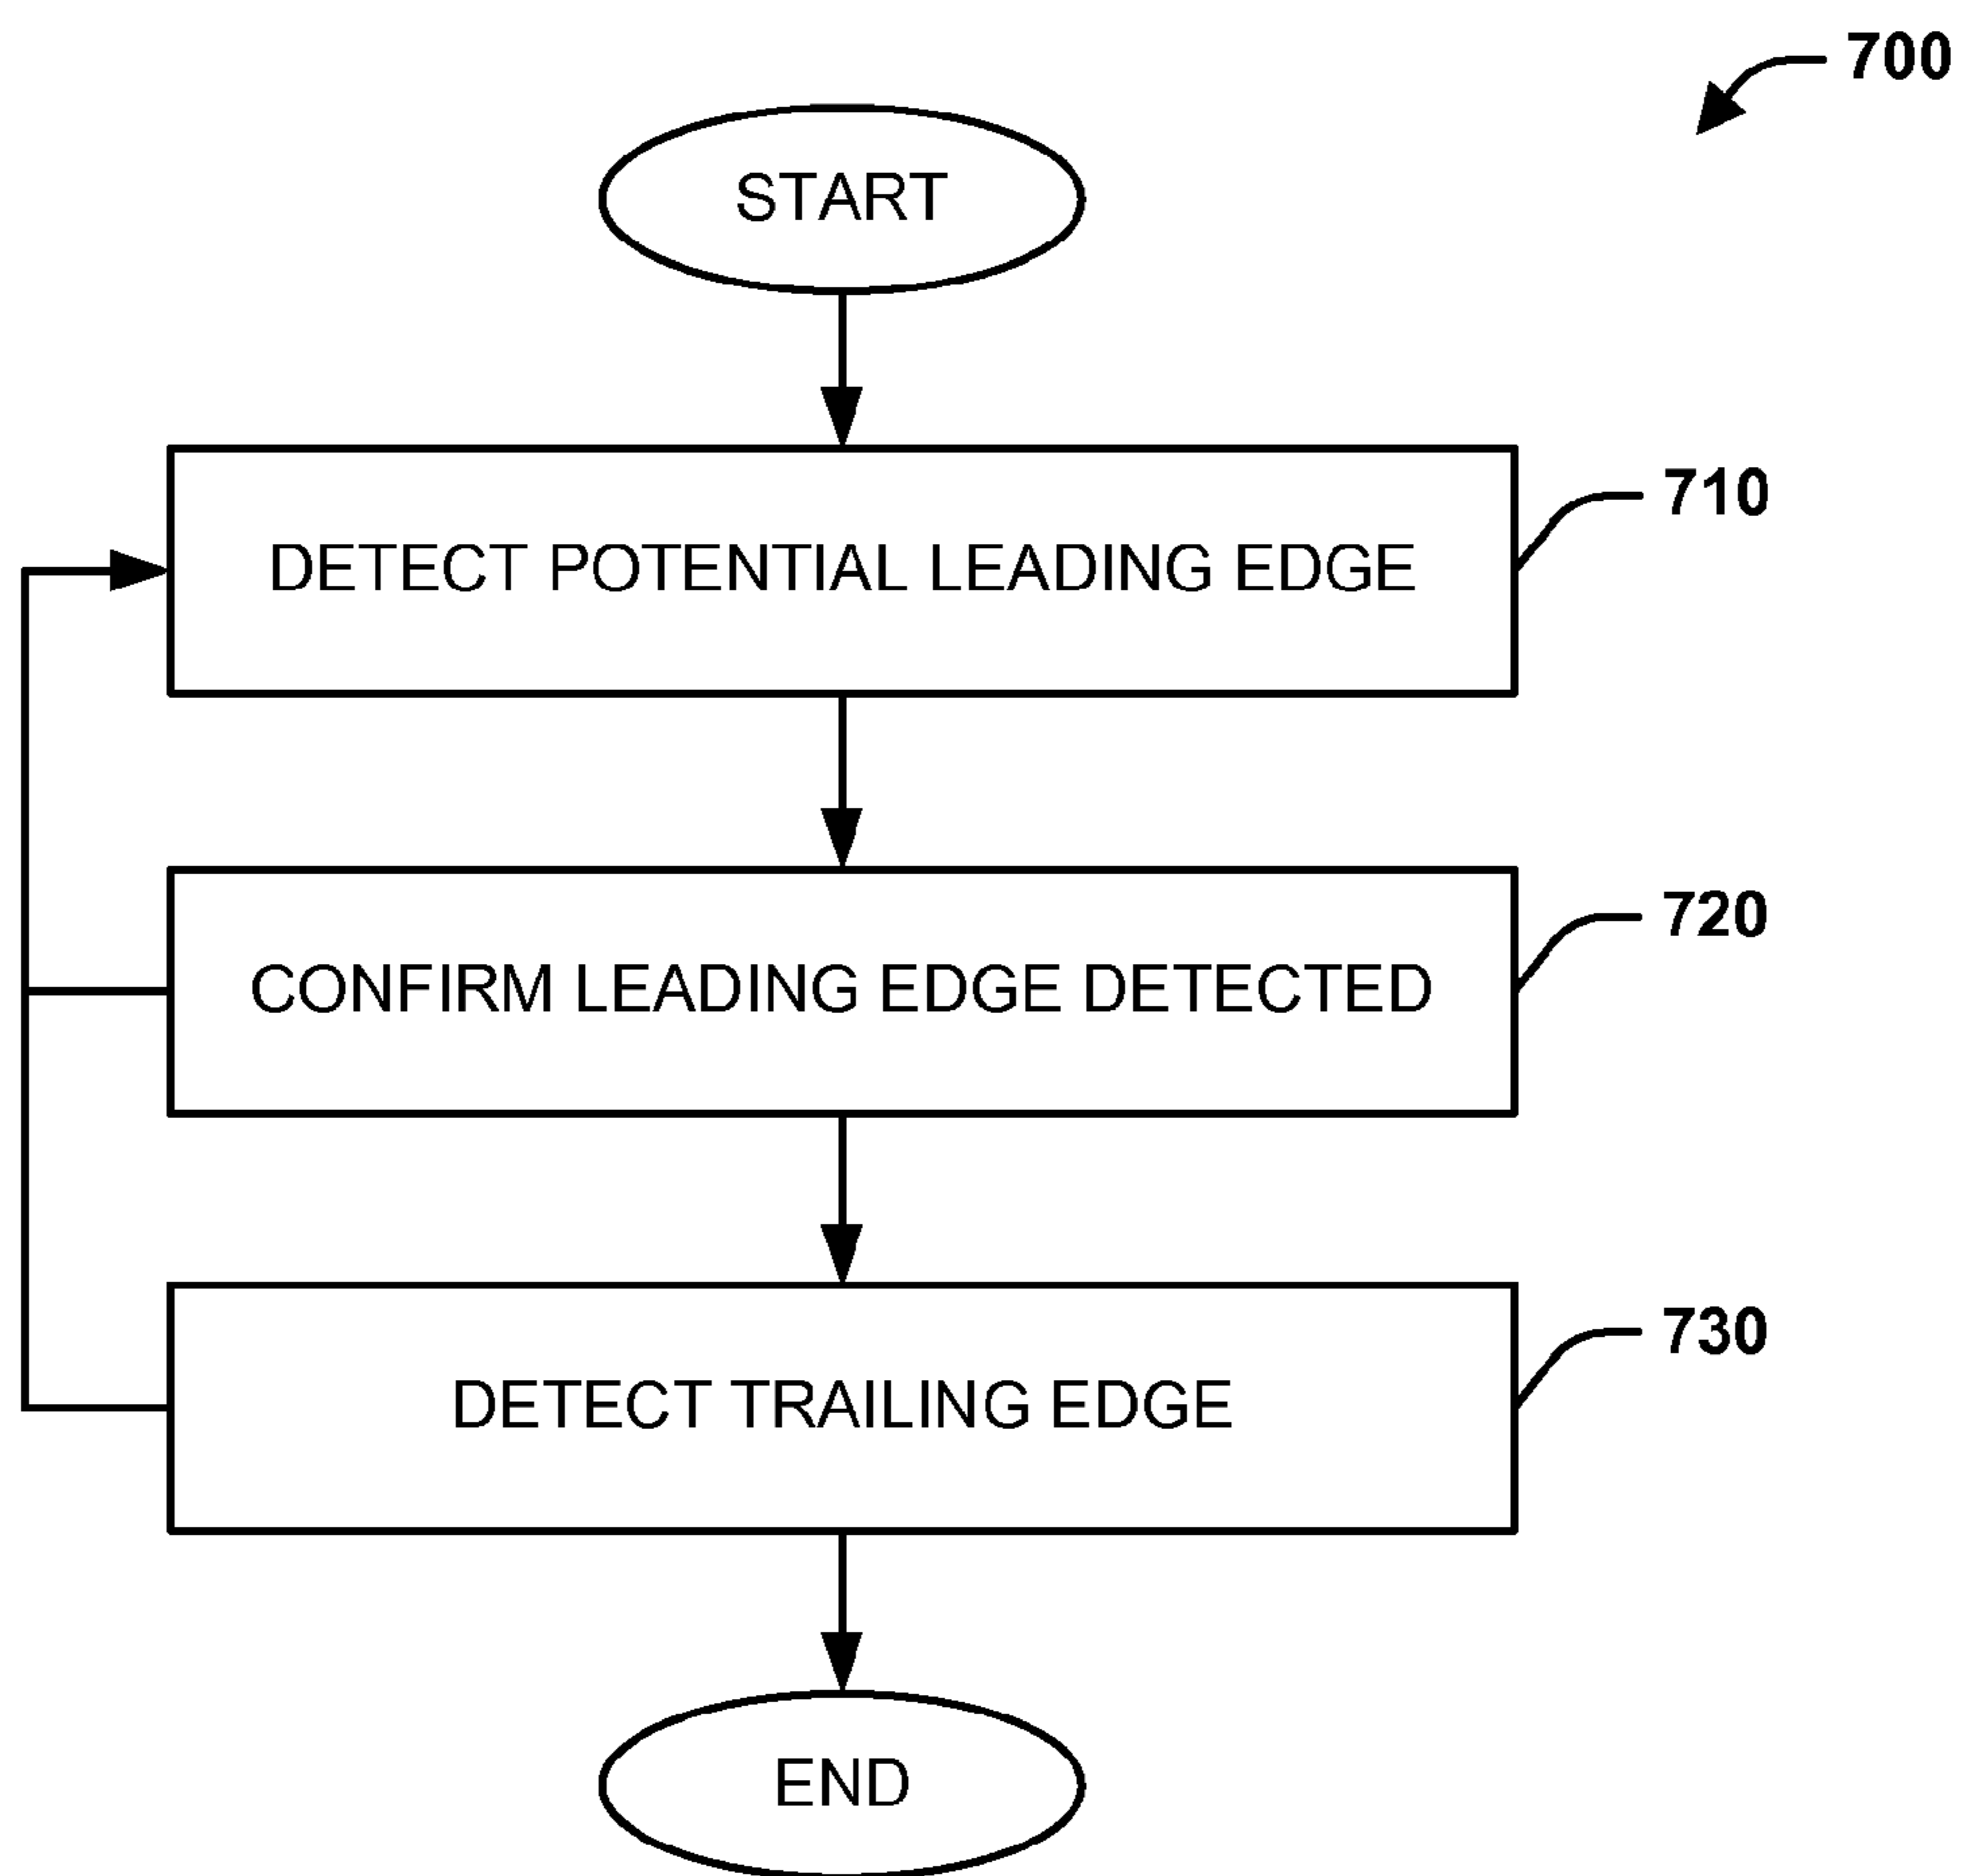 700
START
710
DETECT POTENTIAL LEADING EDGE
720
CONFIRM LEADING EDGE DETECTED
730
DETECT TRAILING EDGE
END